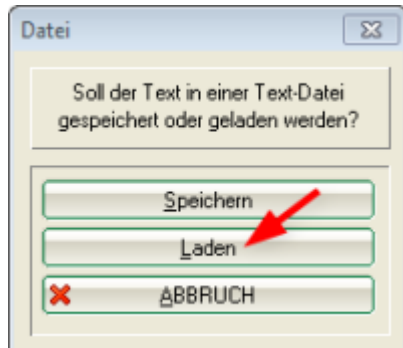 Datei
Soll der Text in einer Text-Datei
gespeichert oder geladen werden?
Speichern
Laden
ABBRUCH